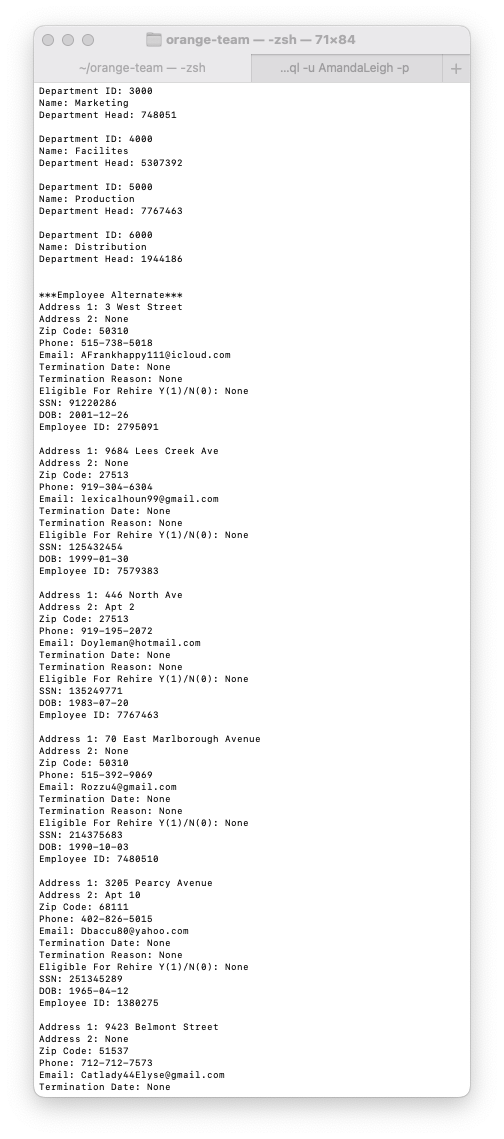 orange-team — -zsh — 71×84
~/orange-team — -zsh
...ql -u AmandaLeigh -p
+
Department ID: 3000
Name: Marketing
Department Head: 748051

Department ID: 4000
Name: Facilites
Department Head: 5307392

Department ID: 5000
Name: Production
Department Head: 7767463

Department ID: 6000
Name: Distribution
Department Head: 1944186

***Employee Alternate***
Address 1: 3 West Street
Address 2: None
Zip Code: 50310
Phone: 515-738-5018
Email: AFrankhappy111@icloud.com
Termination Date: None
Termination Reason: None
Eligible For Rehire Y(1)/N(0): None
SSN: 91220286
DOB: 2001-12-26
Employee ID: 2795091

Address 1: 9684 Lees Creek Ave
Address 2: None
Zip Code: 27513
Phone: 919-304-6304
Email: lexicalhoun99@gmail.com
Termination Date: None
Termination Reason: None
Eligible For Rehire Y(1)/N(0): None
SSN: 125432454
DOB: 1999-01-30
Employee ID: 7579383

Address 1: 446 North Ave
Address 2: Apt 2
Zip Code: 27513
Phone: 919-195-2072
Email: Doyleman@hotmail.com
Termination Date: None
Termination Reason: None
Eligible For Rehire Y(1)/N(0): None
SSN: 135249771
DOB: 1983-07-20
Employee ID: 7767463

Address 1: 70 East Marlborough Avenue
Address 2: None
Zip Code: 50310
Phone: 515-392-9069
Email: Rozzu4@gmail.com
Termination Date: None
Termination Reason: None
Eligible For Rehire Y(1)/N(0): None
SSN: 214375683
DOB: 1990-10-03
Employee ID: 7480510

Address 1: 3205 Pearcy Avenue
Address 2: Apt 10
Zip Code: 68111
Phone: 402-826-5015
Email: Dbaccu80@yahoo.com
Termination Date: None
Termination Reason: None
Eligible For Rehire Y(1)/N(0): None
SSN: 251345289
DOB: 1965-04-12
Employee ID: 1380275

Address 1: 9423 Belmont Street
Address 2: None
Zip Code: 51537
Phone: 712-712-7573
Email: Catlady44Elyse@gmail.com
Termination Date: None